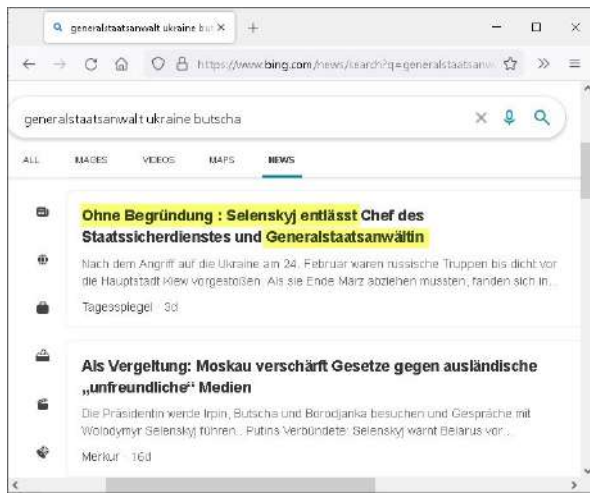 generalstaatsanwalt ukraine but
https://www.bing.com/news/search?q=generalstaatsanw
generalstaatsanwalt ukraine butscha
ALL IMAGES VIDEOS MAPS NEWS
Ohne Begründung : Selenskyj entlässt Chef des
Staatssicherdienstes und Generalstaatsanwältin
Nach dem Angriff auf die Ukraine am 24. Februar waren russische Truppen bis dicht vor
die Hauptstadt Kiew vorgestoßen. Als sie Ende März abziehen mussten, fanden sich in...
Tagesspiegel · 3d
Als Vergeltung: Moskau verschärft Gesetze gegen ausländische
„unfreundliche“ Medien
Die Präsidentin werde Irpin, Butscha und Borodjanka besuchen und Gespräche mit
Wolodymyr Selenskyj führen... Putins Verbündete: Selenskyj warnt Belarus vor...
Merkur · 16d